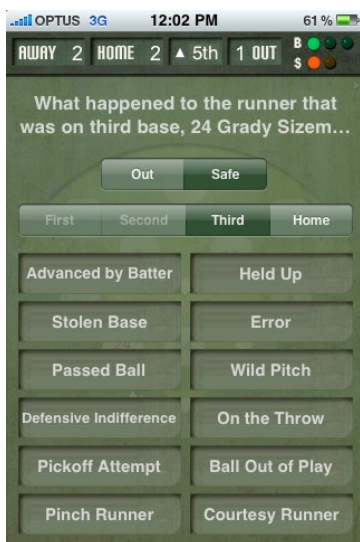 OPTUS 3G 12:02 PM 61%
AWAY 2 HOME 2 ▲ 5th 1 OUT B S
What happened to the runner that
was on third base, 24 Grady Sizem...
Out Safe
First Second Third Home
Advanced by Batter Held Up
Stolen Base Error
Passed Ball Wild Pitch
Defensive Indifference On the Throw
Pickoff Attempt Ball Out of Play
Pinch Runner Courtesy Runner